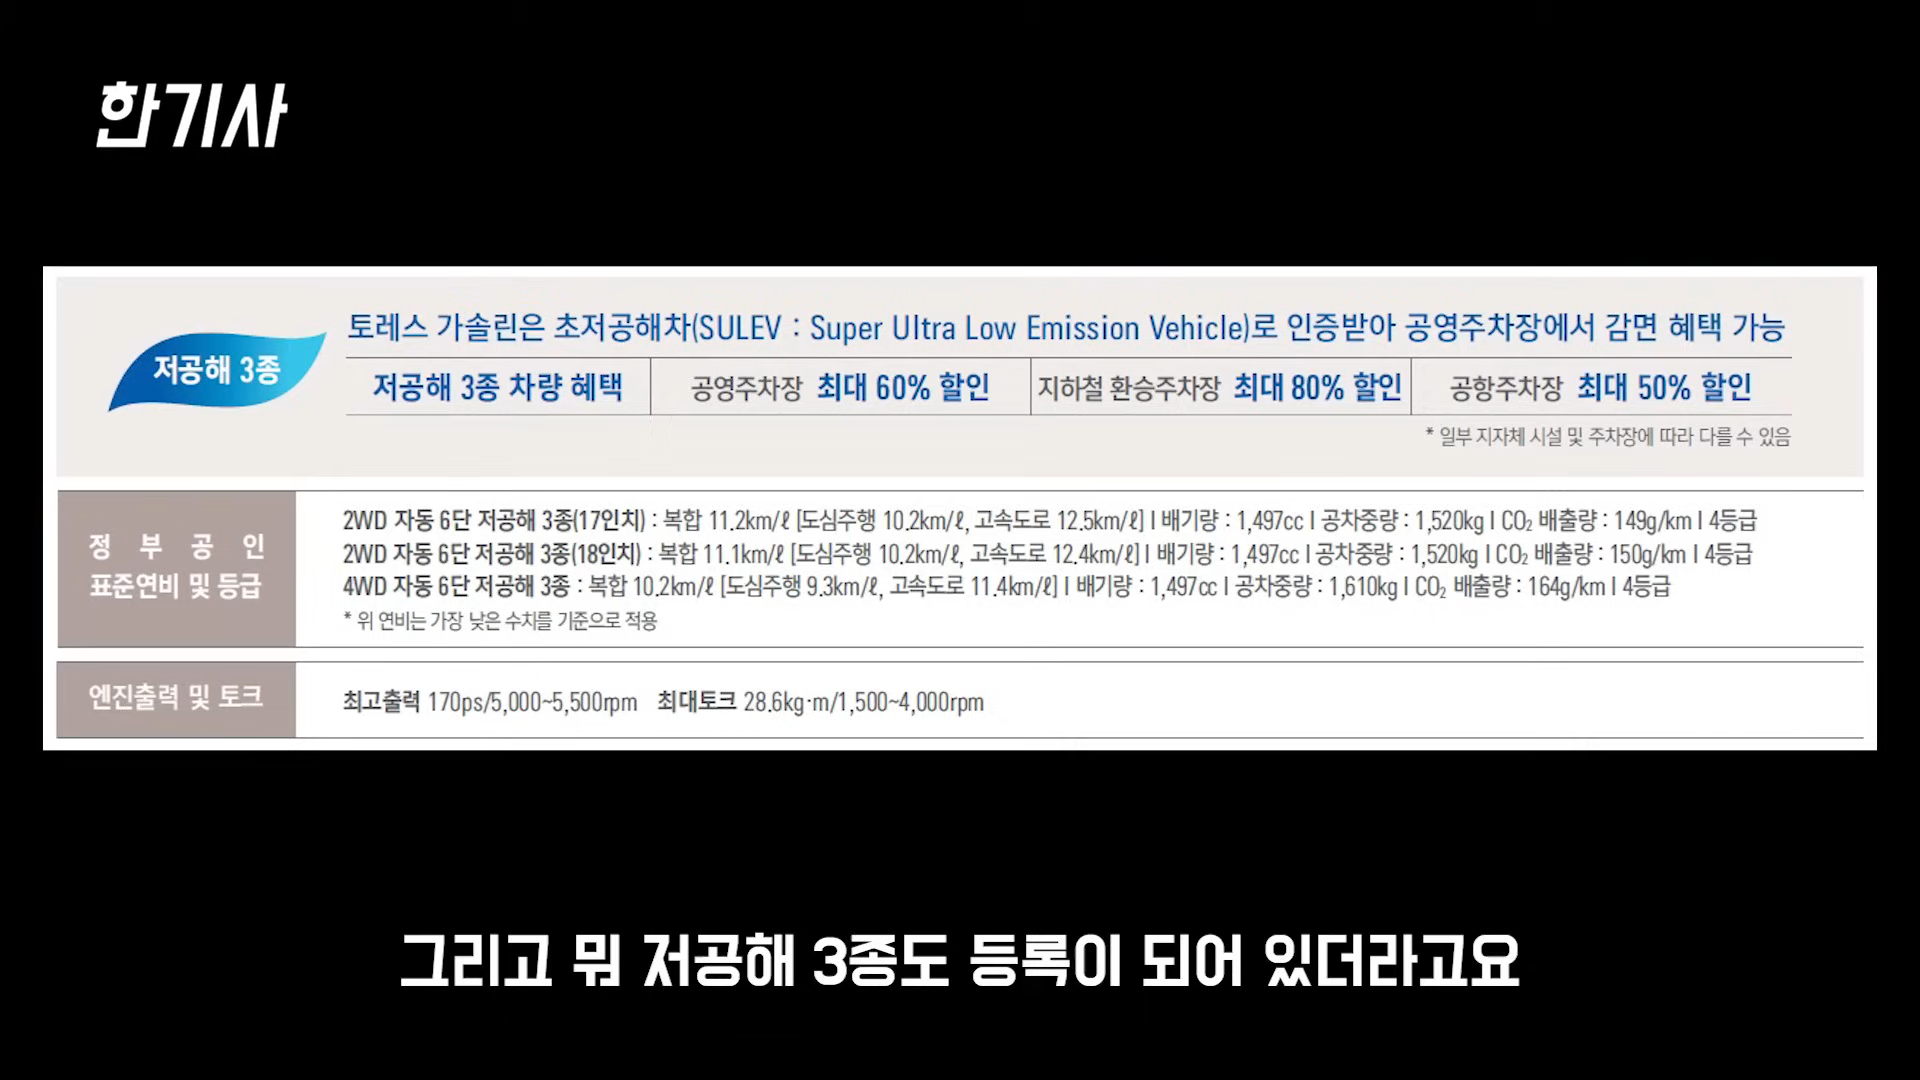 한기사
저공해 3종
토레스 가솔린은 초저공해차(SULEV : Super Ultra Low Emission Vehicle)로 인증받아 공영주차장에서 감면 혜택 가능
저공해 3종 차량 혜택 공영주차장 최대 60% 할인 지하철 환승주차장 최대 80% 할인 공항주차장 최대 50% 할인
* 일부 지자체 시설 및 주차장에 따라 다를 수 있음
정부공인
표준연비 및 등급
2WD 자동 6단 저공해 3종(17인치) : 복합 11.2km/ℓ [도심주행 10.2km/ℓ, 고속도로 12.5km/ℓ] I 배기량 : 1,497cc I 공차중량 : 1,520kg I CO₂ 배출량 : 149g/km I 4등급
2WD 자동 6단 저공해 3종(18인치) : 복합 11.1km/ℓ [도심주행 10.2km/ℓ, 고속도로 12.4km/ℓ] I 배기량 : 1,497cc I 공차중량 : 1,520kg I CO₂ 배출량 : 150g/km I 4등급
4WD 자동 6단 저공해 3종 : 복합 10.2km/ℓ [도심주행 9.3km/ℓ, 고속도로 11.4km/ℓ] I 배기량 : 1,497cc I 공차중량 : 1,610kg I CO₂ 배출량 : 164g/km I 4등급
* 위 연비는 가장 낮은 수치를 기준으로 적용
엔진출력 및 토크
최고출력 170ps/5,000~5,500rpm 최대토크 28.6kg·m/1,500~4,000rpm
그리고 뭐 저공해 3종도 등록이 되어 있더라고요